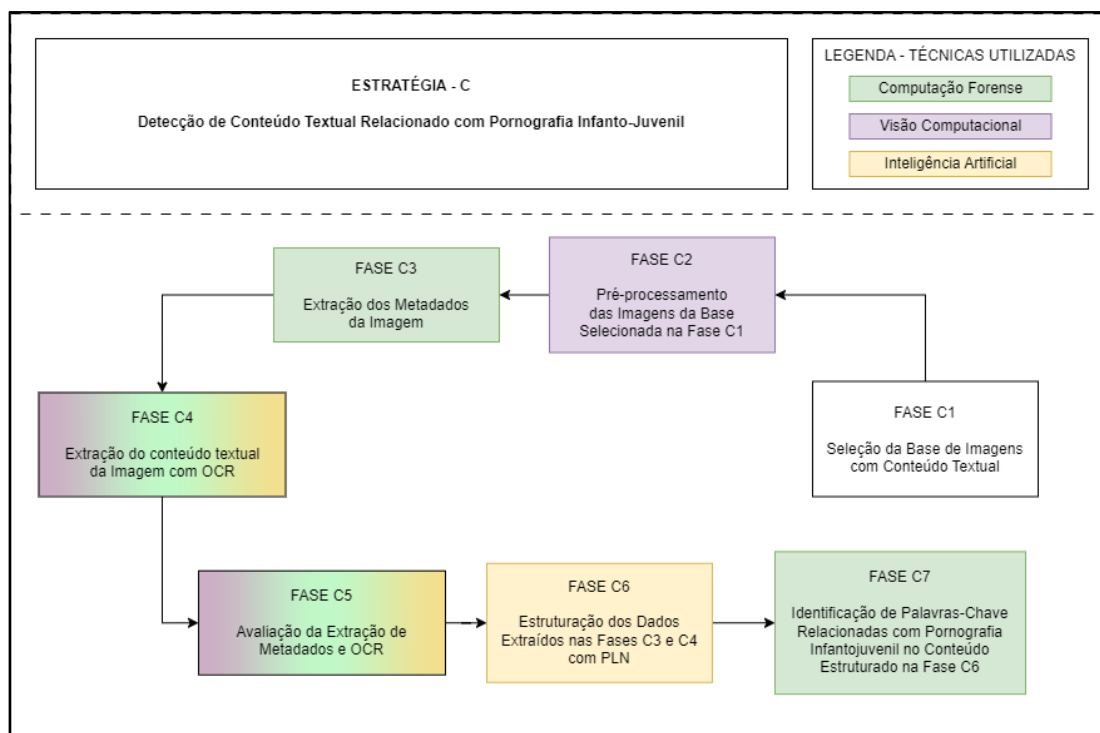 ESTRATÉGIA - C
Detecção de Conteúdo Textual Relacionado com Pornografia Infanto-Juvenil
LEGENDA - TÉCNICAS UTILIZADAS
Computação Forense
Visão Computacional
Inteligência Artificial
FASE C1
Seleção da Base de Imagens
com Conteúdo Textual
FASE C2
Pré-processamento
das Imagens da Base
Selecionada na Fase C1
FASE C3
Extração dos Metadados
da Imagem
FASE C4
Extração do conteúdo textual
da Imagem com OCR
FASE C5
Avaliação da Extração de
Metadados e OCR
FASE C6
Estruturação dos Dados
Extraídos nas Fases C3 e C4
com PLN
FASE C7
Identificação de Palavras-Chave
Relacionadas com Pornografia
Infantojuvenil no Conteúdo
Estruturado na Fase C6